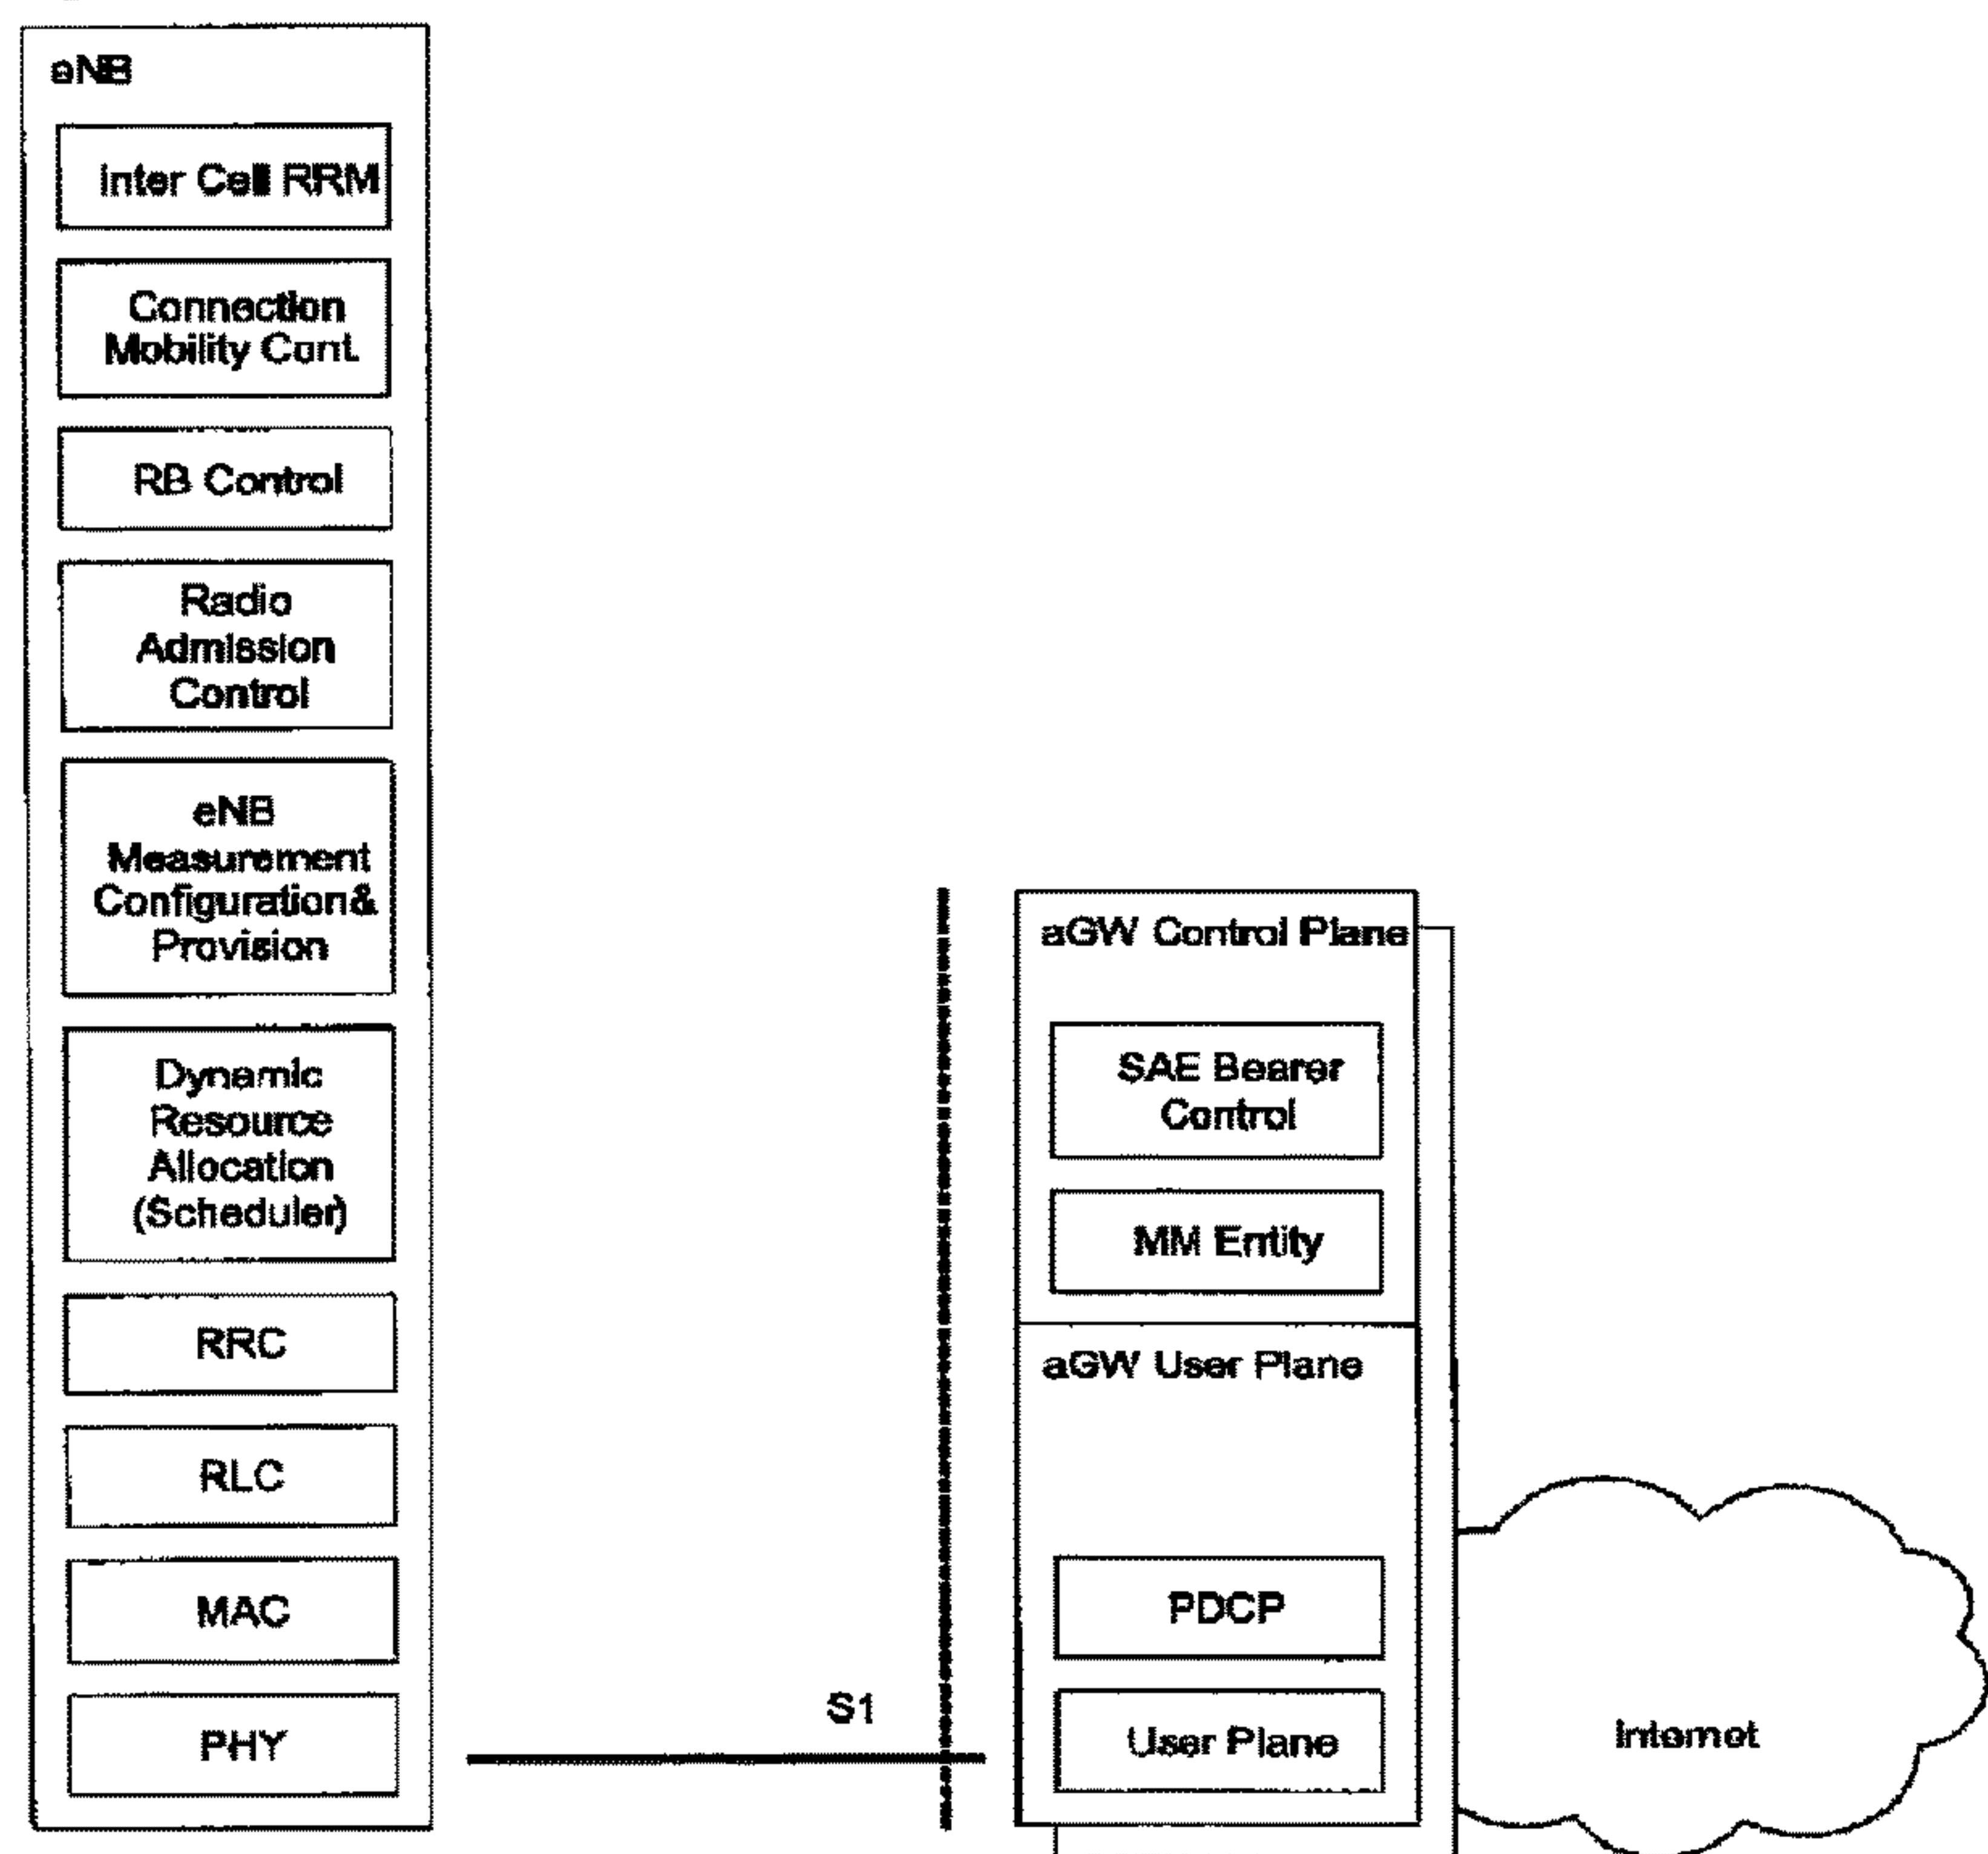 eNB
Inter Cell RRM
Connection
Mobility Cont.
RB Control
Radio
Admission
Control
eNB
Measurement
Configuration&
Provision
Dynamic
Resource
Allocation
(Scheduler)
RRC
RLC
MAC
PHY
S1
aGW Control Plane
SAE Bearer
Control
MM Entity
aGW User Plane
PDCP
User Plane
Internet